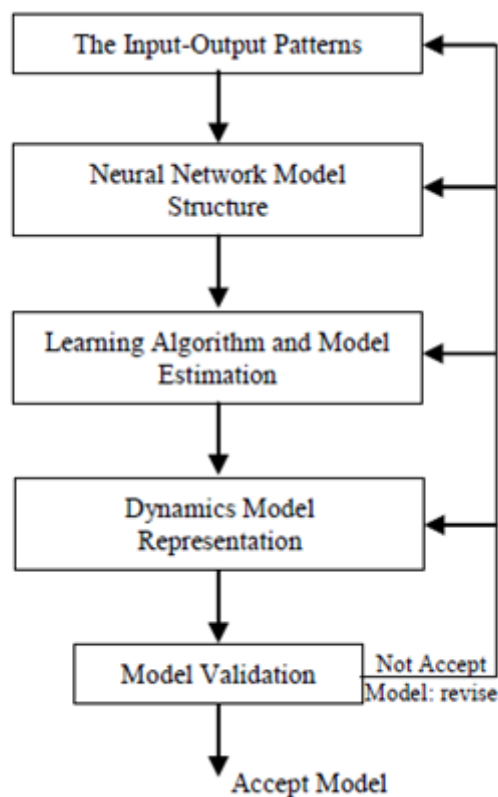 The Input-Output Patterns
Neural Network Model
Structure
Learning Algorithm and Model
Estimation
Dynamics Model
Representation
Model Validation
Not Accept
Model: revise
Accept Model